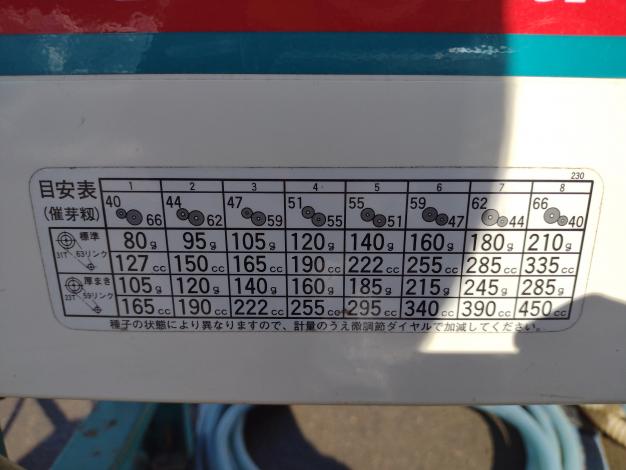 230
目安表 1 2 3 4 5 6 7 8
(催芽籾) 40 66 44 62 47 59 51 55 55 51 59 47 62 44 66 40
標準 31T 63リンク 80g 95g 105g 120g 140g 160g 180g 210g
127cc 150cc 165cc 190cc 222cc 255cc 285cc 335cc
厚まき 23T 59リンク 105g 120g 140g 160g 185g 215g 245g 285g
165cc 190cc 222cc 255cc 295cc 340cc 390cc 450cc
種子の状態により異なりますので、計量のうえ微調節ダイヤルで加減してください。